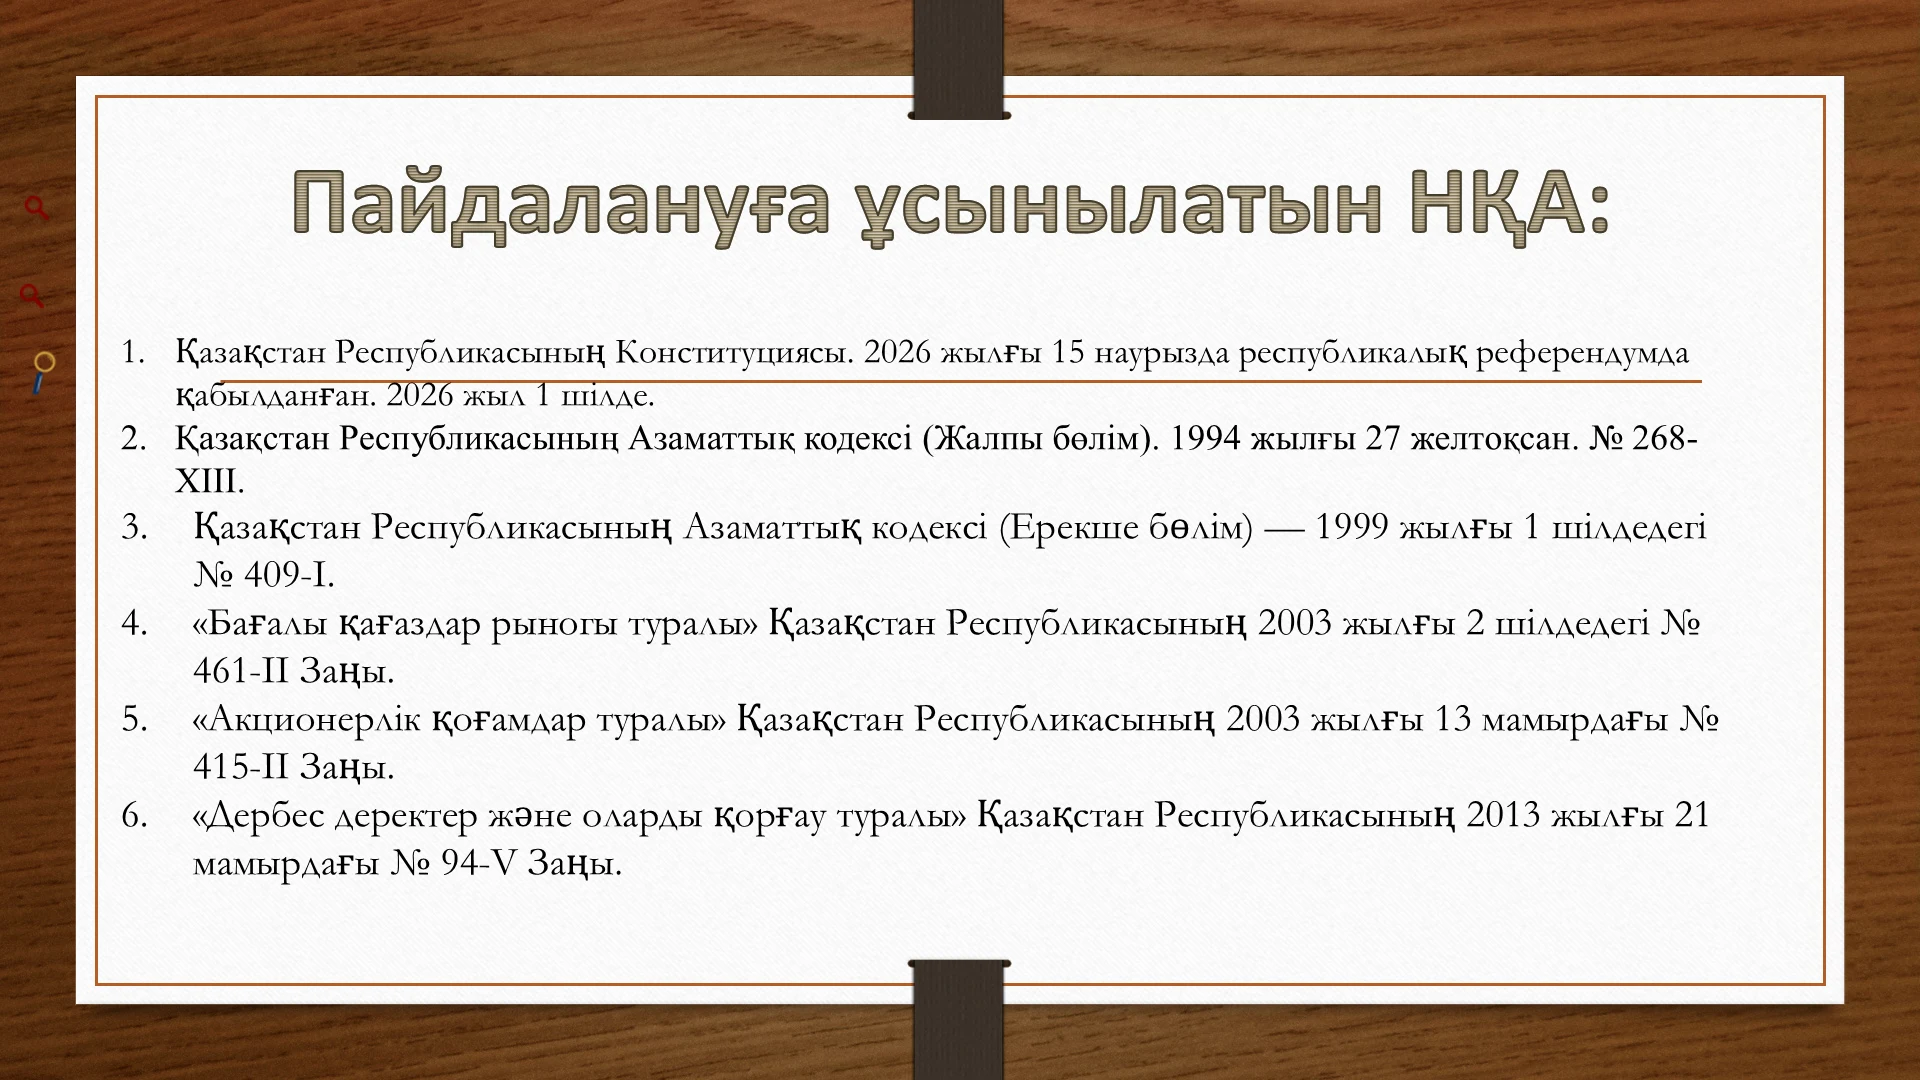 Пайдалануға ұсынылатын НҚА:
1. Қазақстан Республикасының Конституциясы. 2026 жылғы 15 наурызда республикалық референдумда
қабылданған. 2026 жыл 1 шілде.
2. Қазақстан Республикасының Азаматтық кодексі (Жалпы бөлім). 1994 жылғы 27 желтоқсан. № 268-
XIII.
3. Қазақстан Республикасының Азаматтық кодексі (Ерекше бөлім) — 1999 жылғы 1 шілдедегі
№ 409-I.
4. «Бағалы қағаздар рыногы туралы» Қазақстан Республикасының 2003 жылғы 2 шілдедегі №
461-II Заңы.
5. «Акционерлік қоғамдар туралы» Қазақстан Республикасының 2003 жылғы 13 мамырдағы №
415-II Заңы.
6. «Дербес деректер және оларды қорғау туралы» Қазақстан Республикасының 2013 жылғы 21
мамырдағы № 94-V Заңы.